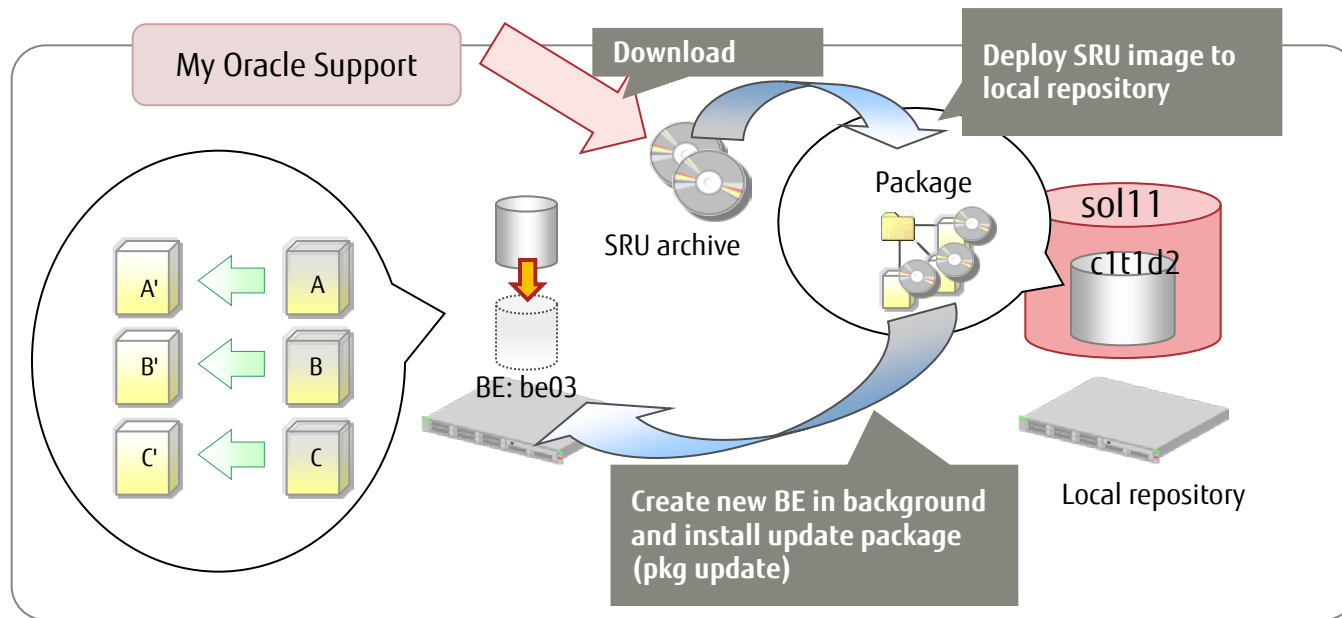 My Oracle Support
Download
Deploy SRU image to
local repository
Package
sol11
c1t1d2
SRU archive
A'
A
B'
B
C'
C
BE: be03
Local repository
Create new BE in background
and install update package
(pkg update)